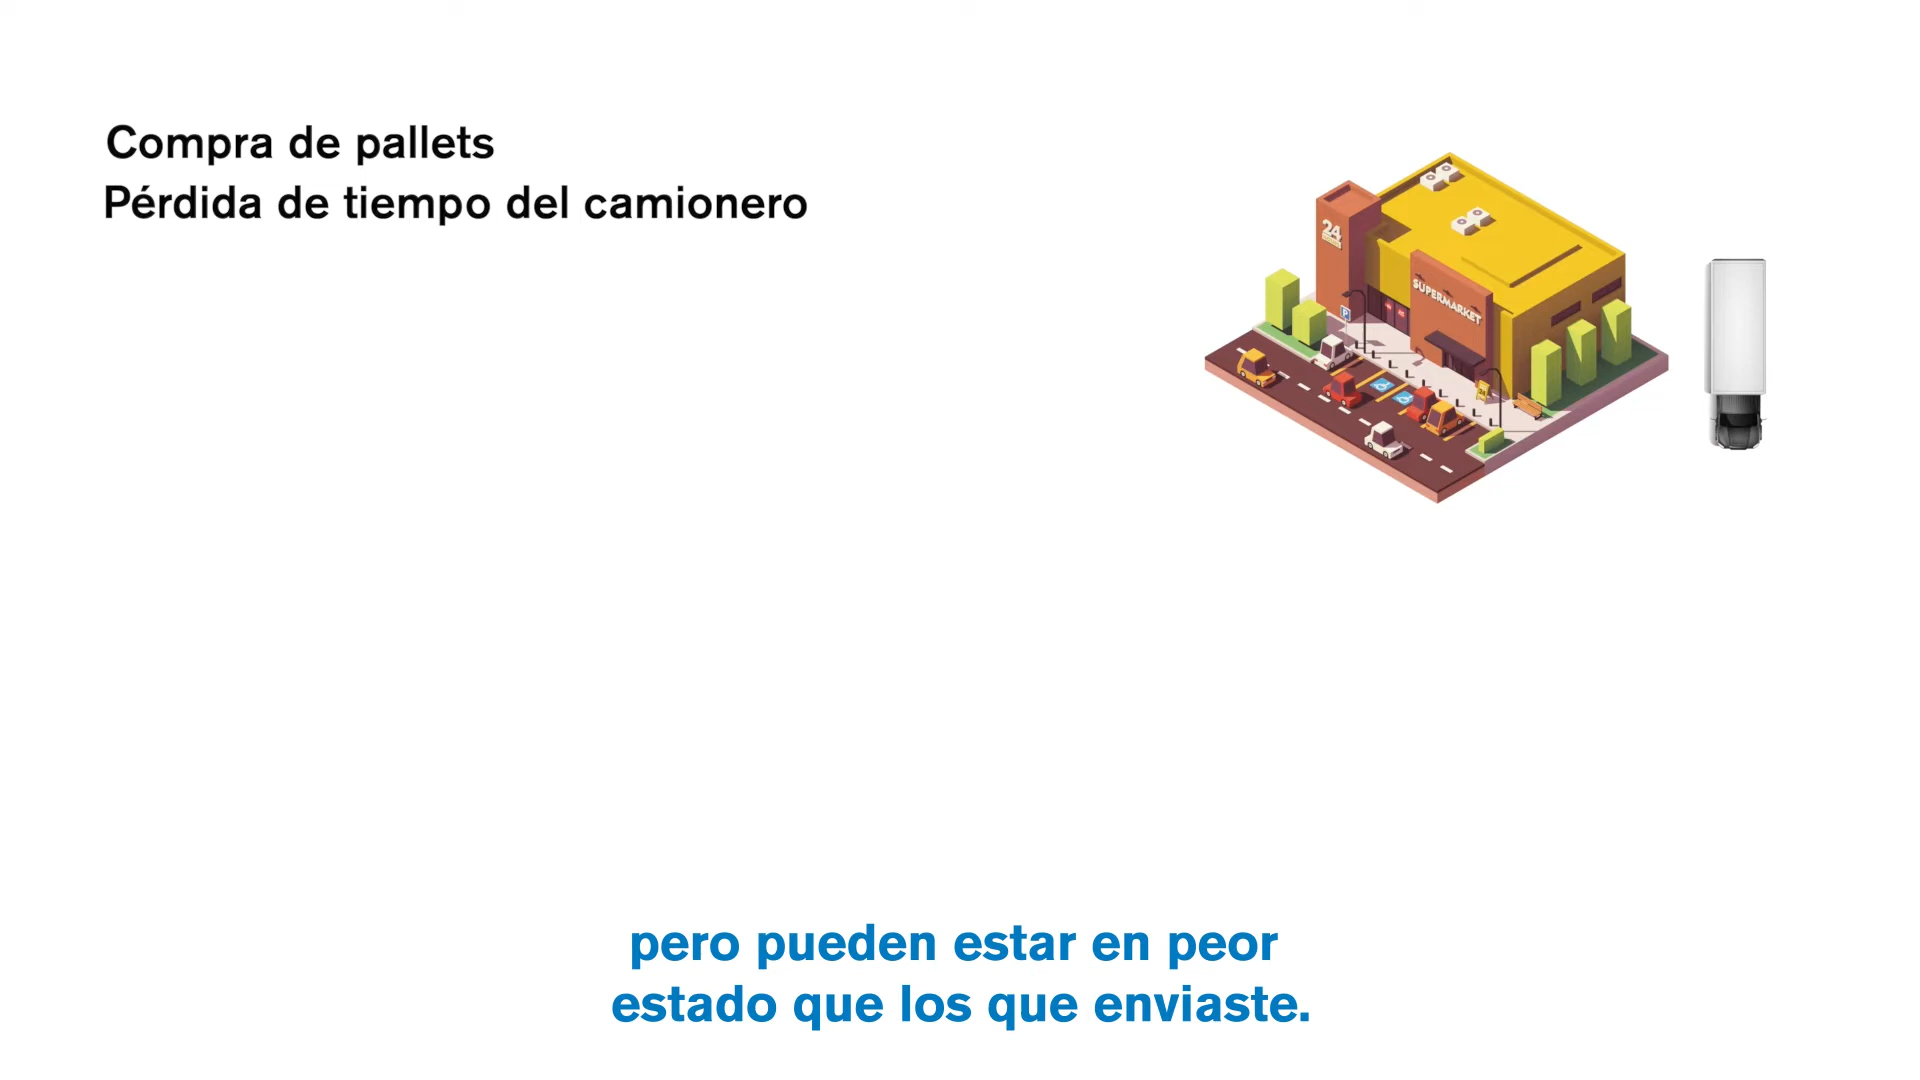 Compra de pallets
Pérdida de tiempo del camionero
24
SUPERMARKET
P
pero pueden estar en peor
estado que los que enviaste.